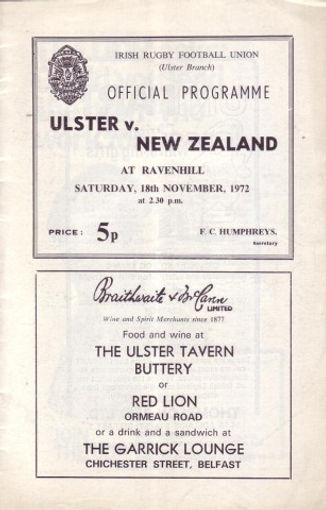 IRISH RUGBY FOOTBALL UNION
(Ulster Branch)
OFFICIAL PROGRAMME
ULSTER v.
NEW ZEALAND
AT RAVENHILL
SATURDAY, 18th NOVEMBER, 1972
at 2.30 p.m.
PRICE: 5p
F. C. HUMPHREYS.
Secretary
Braithwaite & McCann
LIMITED
Wine and Spirit Merchants since 1877
Food and wine at
THE ULSTER TAVERN
BUTTERY
or
RED LION
ORMEAU ROAD
or a drink and a sandwich at
THE GARRICK LOUNGE
CHICHESTER STREET, BELFAST